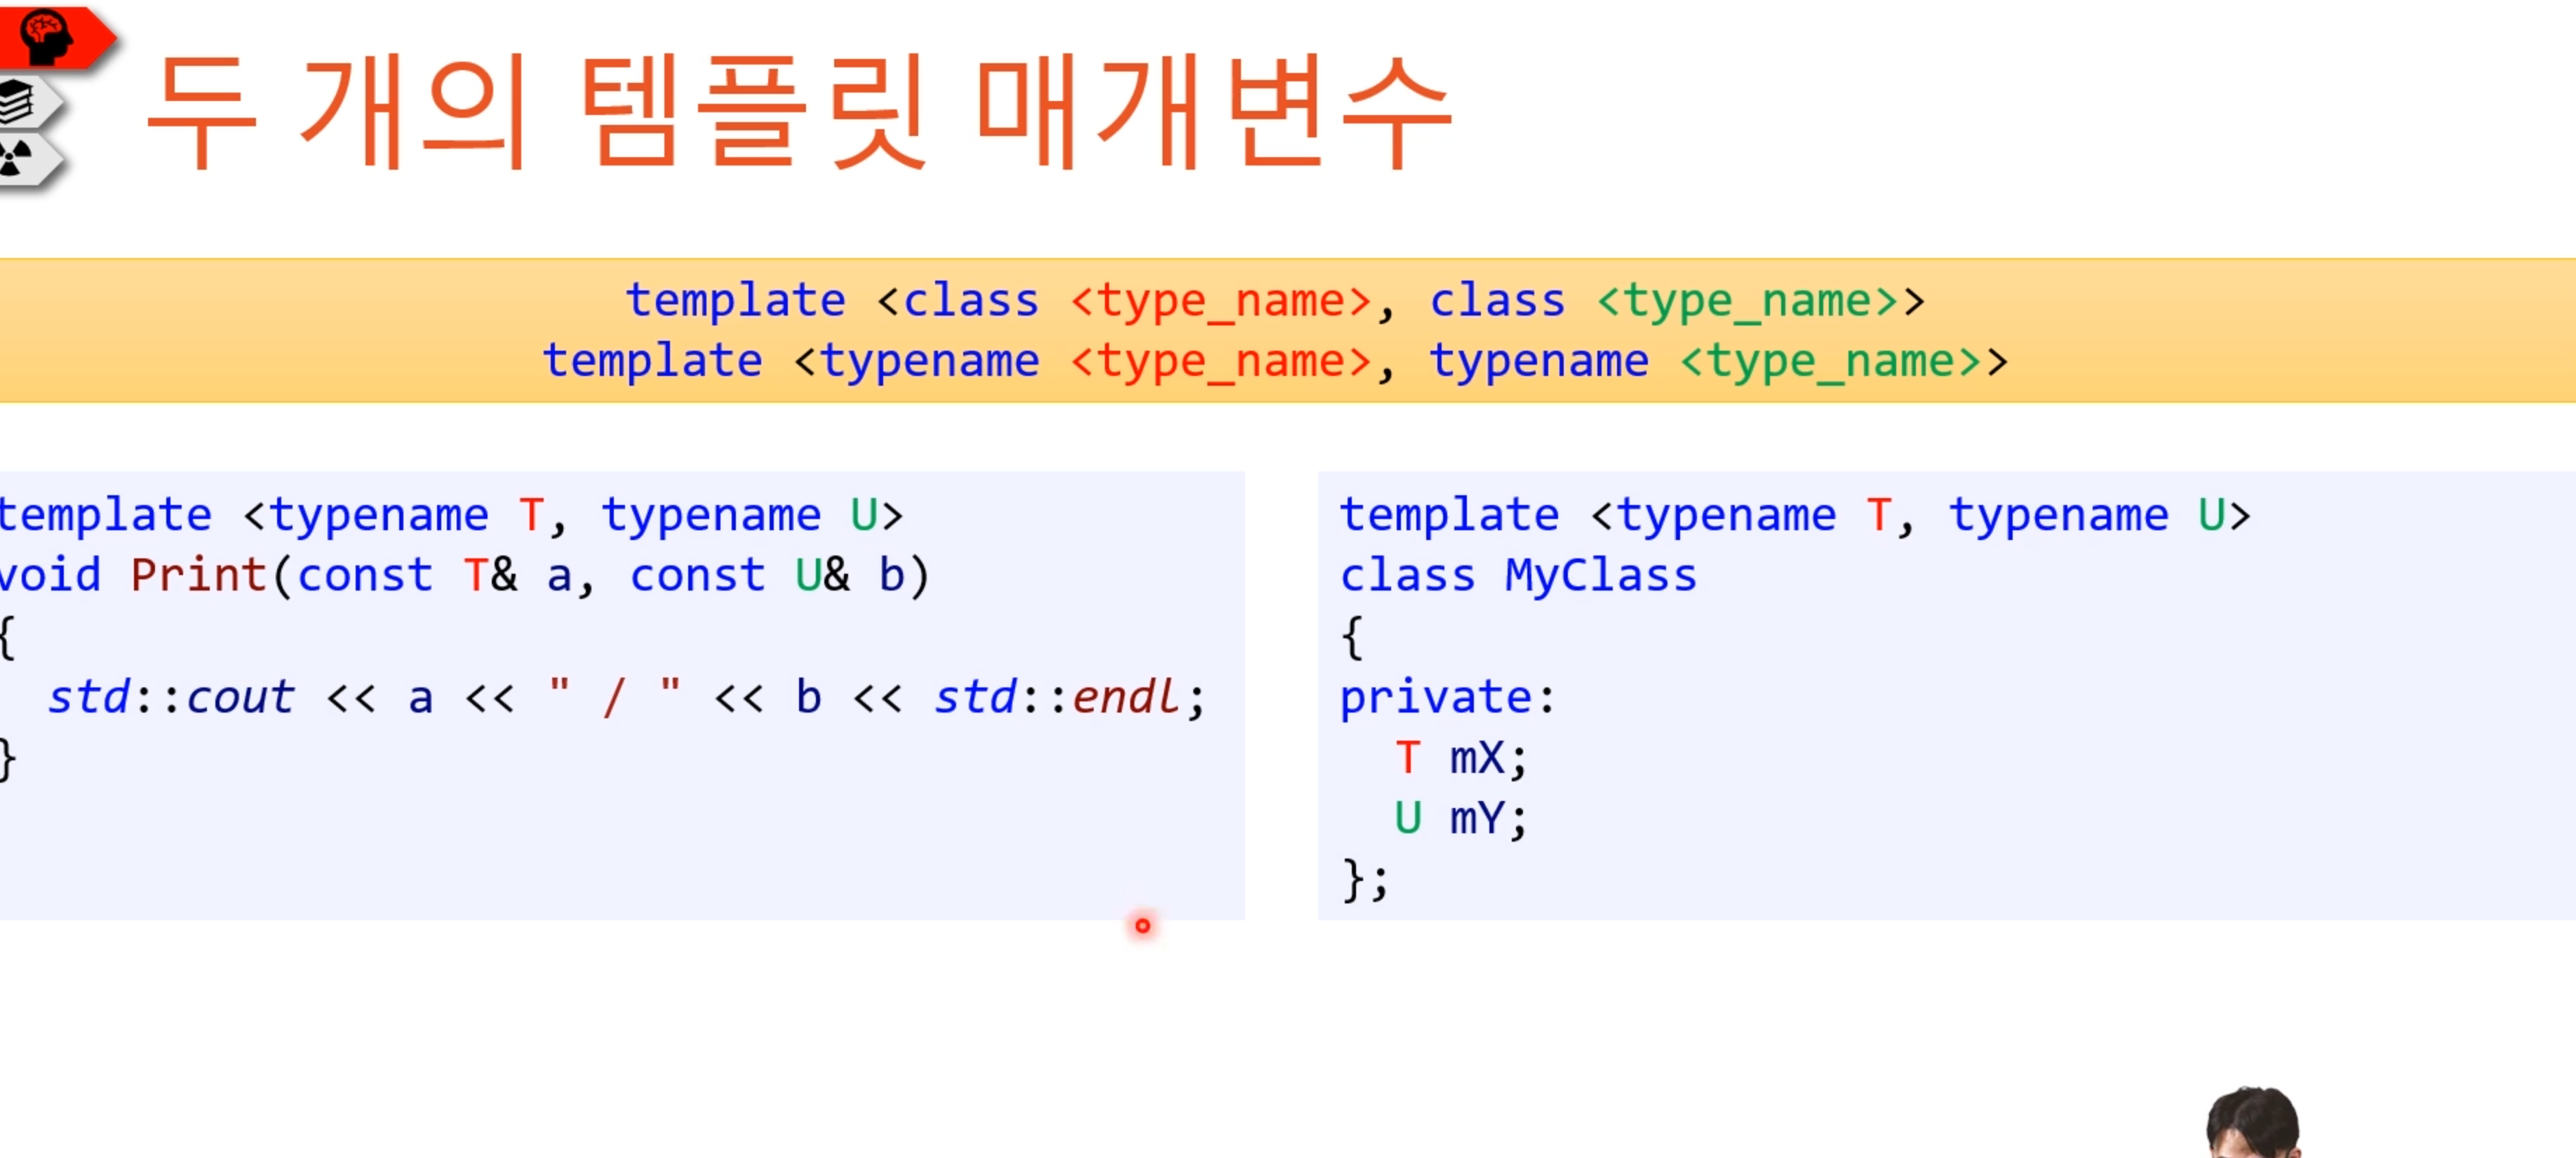 두 개의 템플릿 매개변수
template <class <type_name>, class <type_name>>
template <typename <type_name>, typename <type_name>>
template <typename T, typename U>
void Print(const T& a, const U& b)
{
std::cout << a << " / " << b << std::endl;
}
template <typename T, typename U>
class MyClass
{
private:
T mX;
U mY;
};